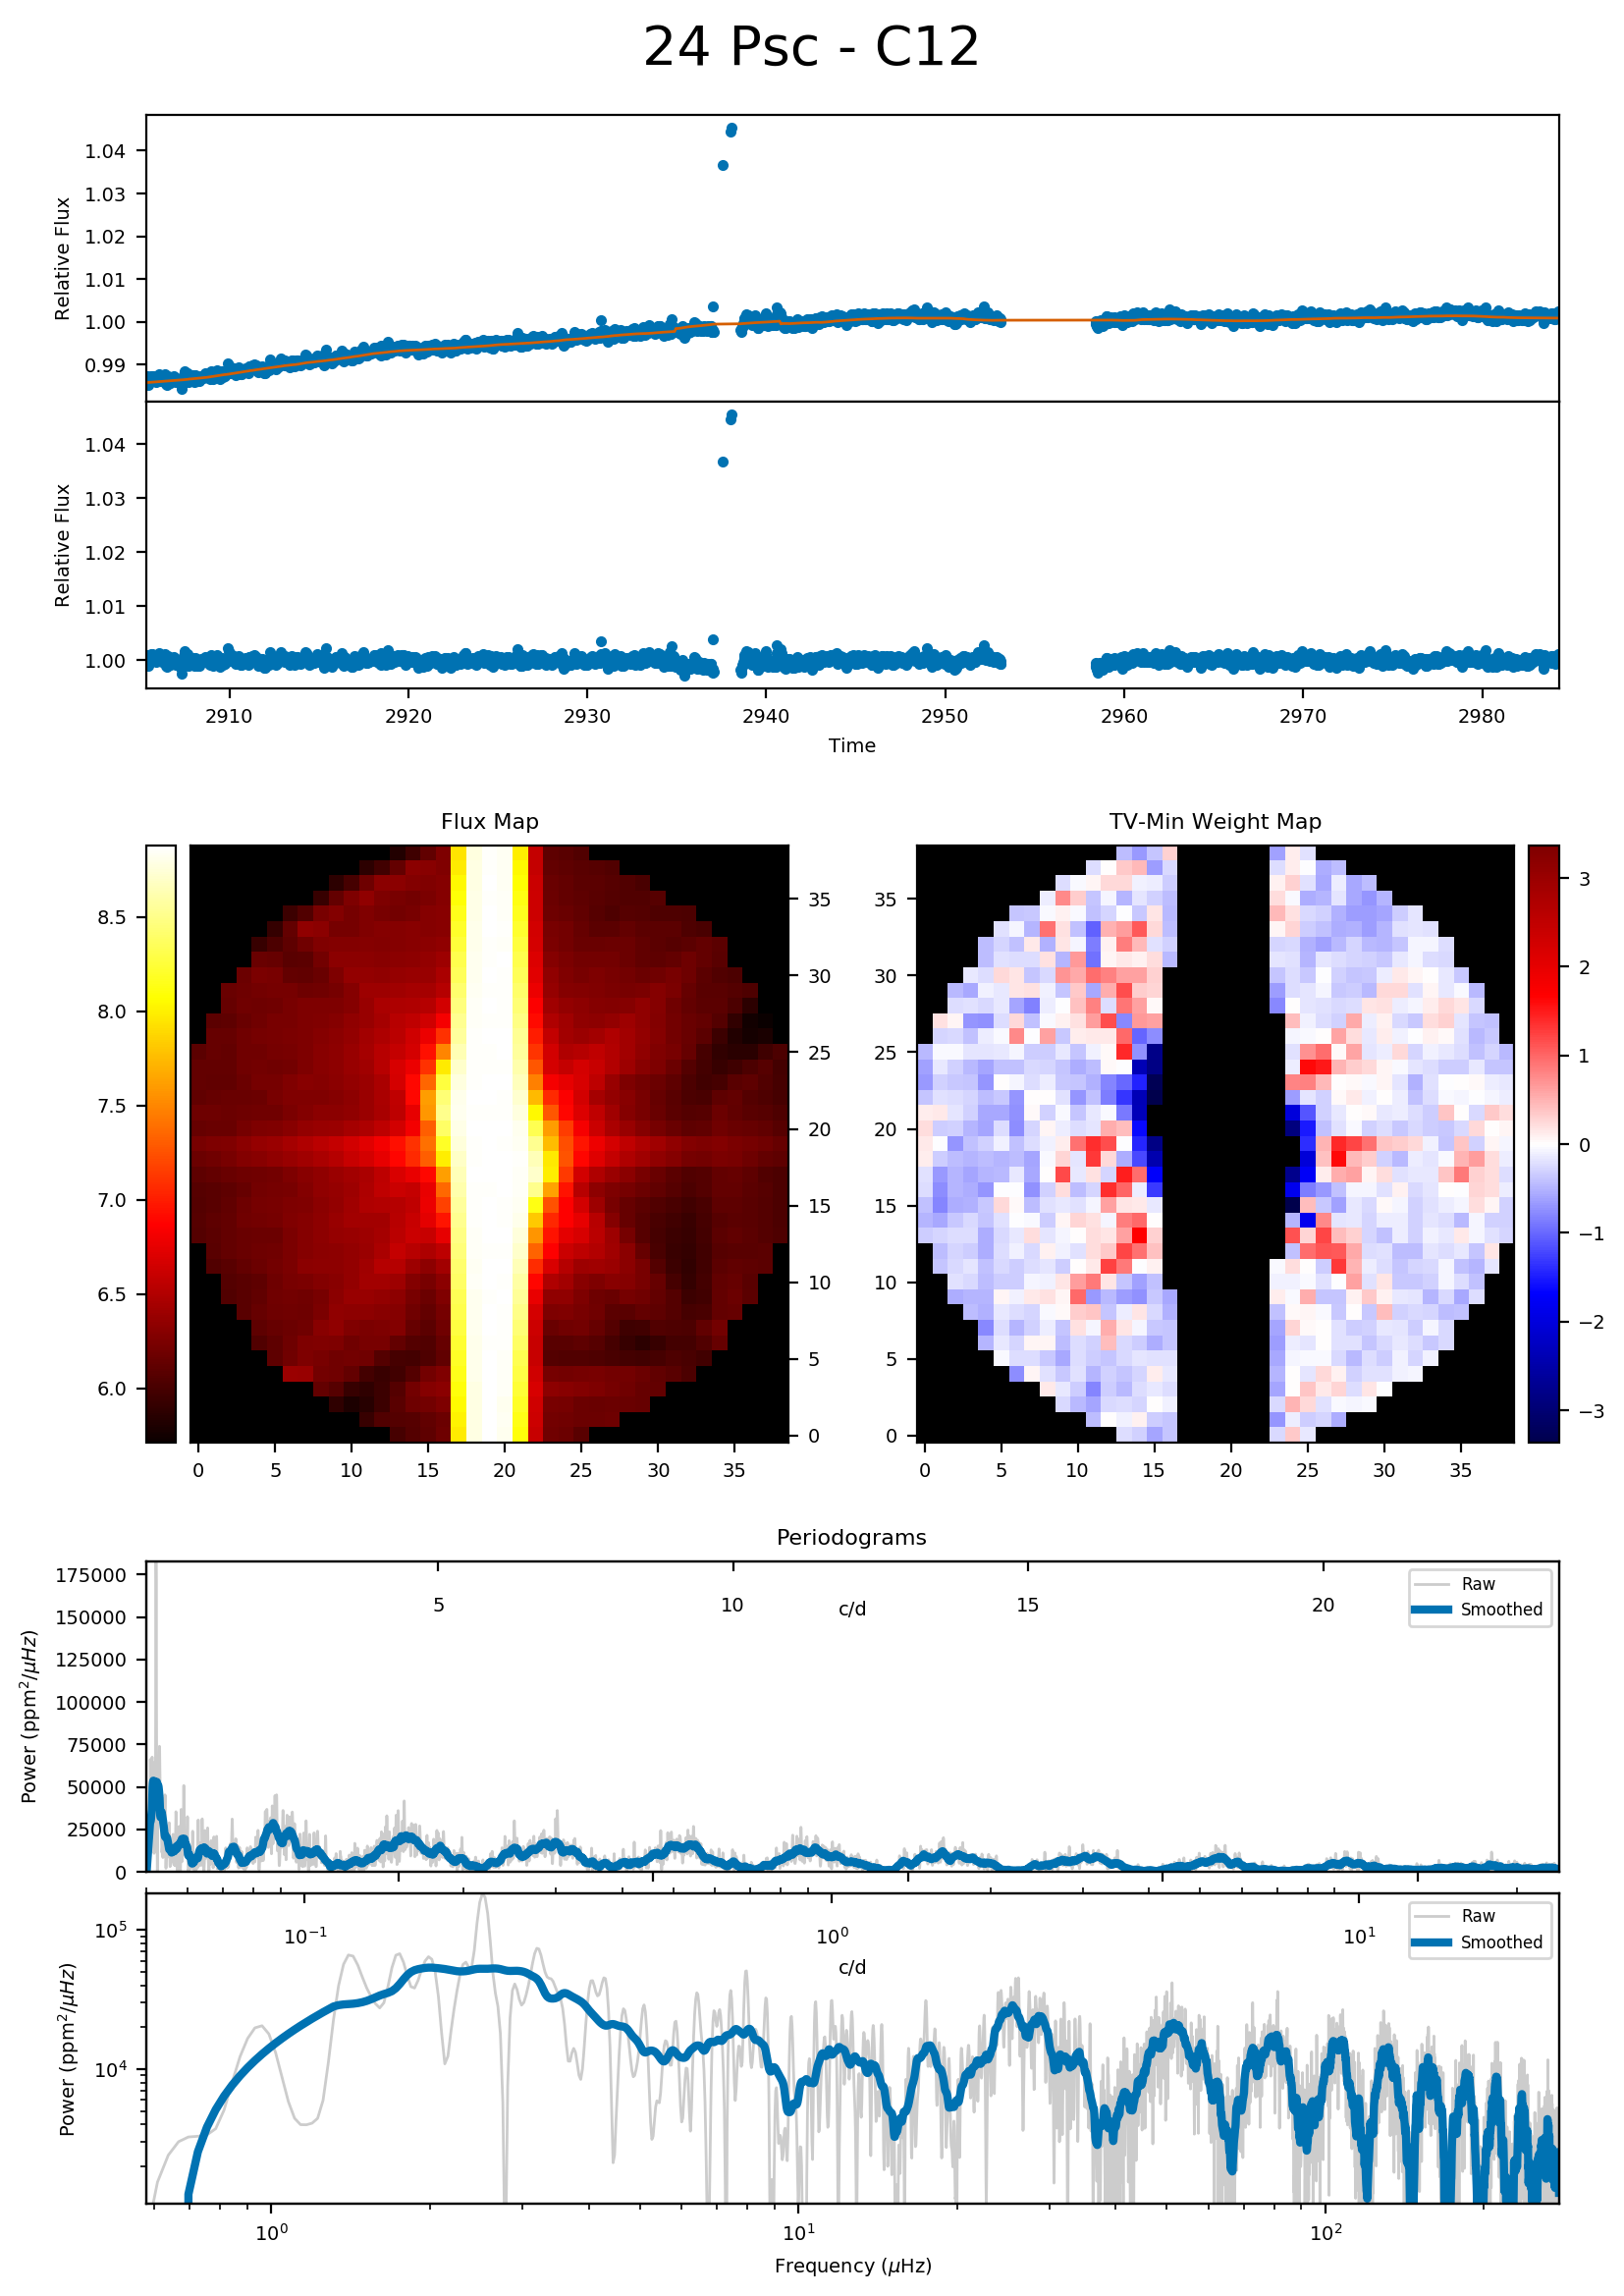 24 Psc - C12
Relative Flux
1.04
1.03
1.02
1.01
1.00
0.99
Relative Flux
1.04
1.03
1.02
1.01
1.00
2910 2920 2930 2940 2950 2960 2970 2980
Time
Flux Map
8.5
8.0
7.5
7.0
6.5
6.0
35
30
25
20
15
10
5
0
0 5 10 15 20 25 30 35
TV-Min Weight Map
35
30
25
20
15
10
5
0
0 5 10 15 20 25 30 35
3
2
1
0
−1
−2
−3
Periodograms
Power (ppm²/μHz)
175000
150000
125000
100000
75000
50000
25000
0
5 10 15 20
c/d
Raw
Smoothed
Power (ppm²/μHz)
10⁵
10⁴
10⁻¹ 10⁰ 10¹
c/d
Raw
Smoothed
10⁰ 10¹ 10²
Frequency (μHz)